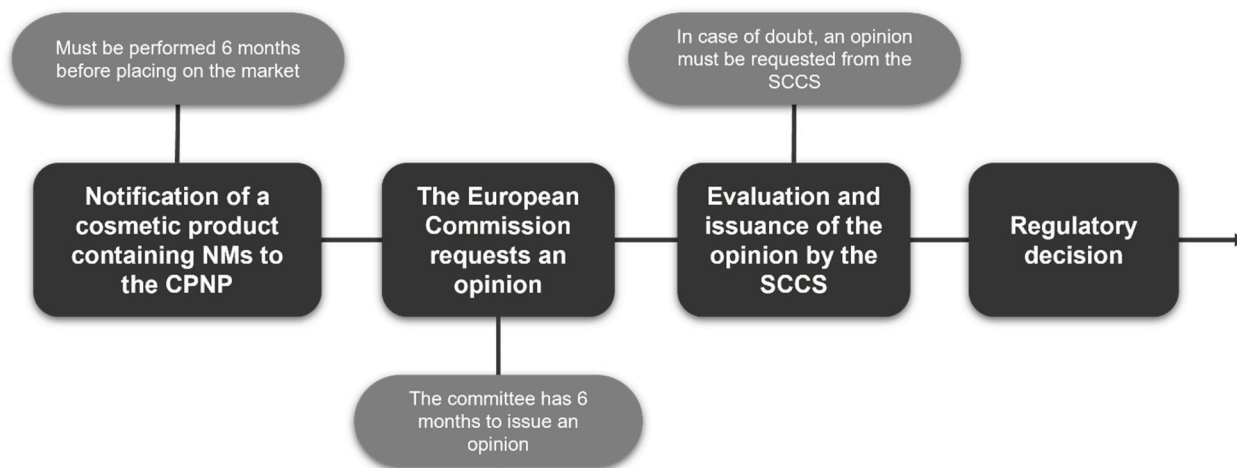 Must be performed 6 months
before placing on the market
In case of doubt, an opinion
must be requested from the
SCCS
Notification of a
cosmetic product
containing NMs to
the CPNP
The European
Commission
requests an
opinion
Evaluation and
issuance of the
opinion by the
SCCS
Regulatory
decision
The committee has 6
months to issue an
opinion